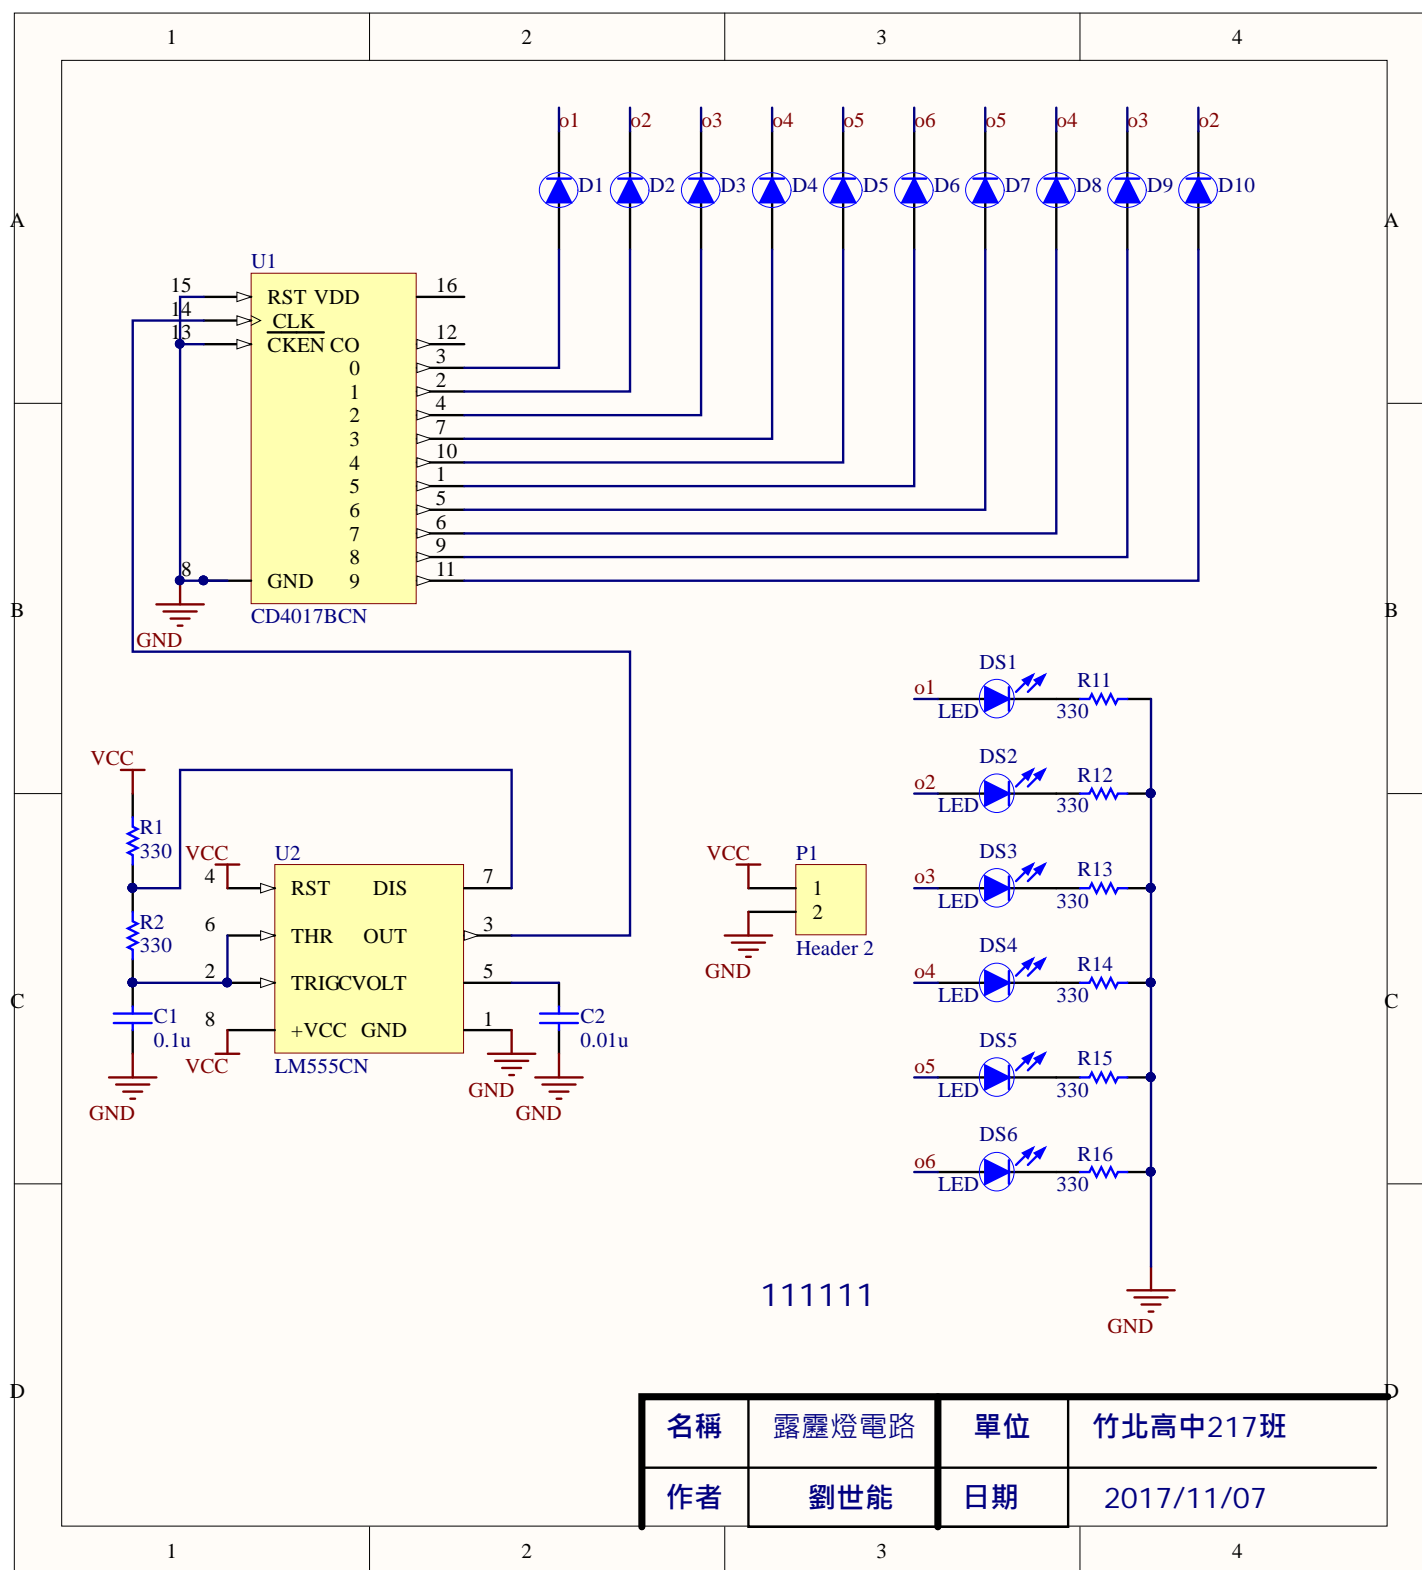 1 2 3 4
o1 o2 o3 o4 o5 o6 o5 o4 o3 o2
D1 D2 D3 D4 D5 D6 D7 D8 D9 D10
A A
U1
15 RST VDD 16
14 CLK
13 CKEN CO 12
0 3
1 2
2 4
3 7
4 10
5 1
6 5
7 6
8 9
8 GND 9 11
CD4017BCN
GND
B B
DS1
o1 LED R11 330
DS2
o2 LED R12 330
DS3
o3 LED R13 330
DS4
o4 LED R14 330
DS5
o5 LED R15 330
DS6
o6 LED R16 330
GND
VCC
R1
330
R2
330
C1
0.1u
GND
VCC
U2
4 RST DIS 7
6 THR OUT 3
2 TRIG CVOLT 5
8 +VCC GND 1
VCC
LM555CN
GND
C2
0.01u
GND
VCC
P1
1
2
Header 2
GND
C C
111111
D D
名稱 露靂燈電路 單位 竹北高中217班
作者 劉世能 日期 2017/11/07
1 2 3 4